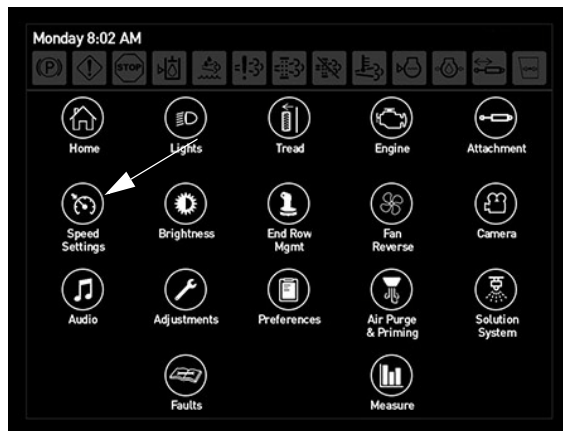 Monday 8:02 AM
(P) STOP
Home Lights Tread Engine Attachment
Speed Settings Brightness End Row Mgmt Fan Reverse Camera
Audio Adjustments Preferences Air Purge & Priming Solution System
Faults Measure